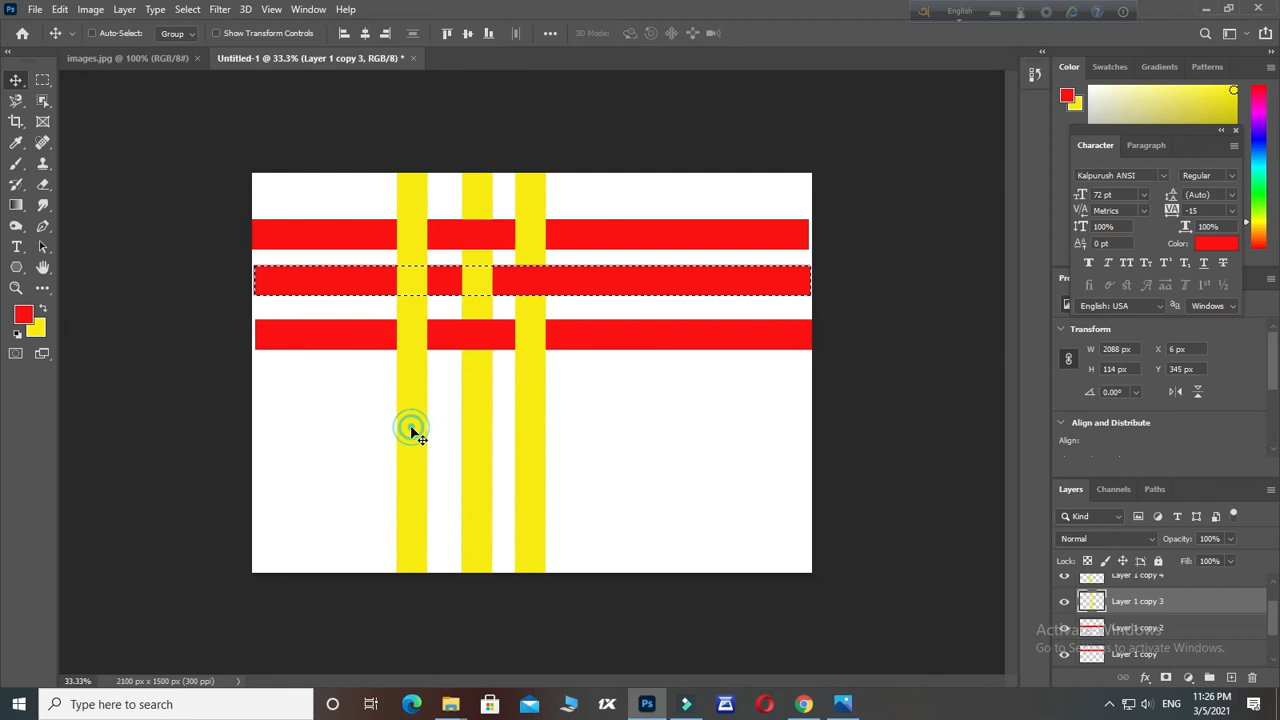 File Edit Image Layer Type Select Filter 3D View Window Help
English
Auto-Select: Group Show Transform Controls 3D Mode:
images.jpg @ 100% (RGB/8#) × Untitled-1 @ 33.3% (Layer 1 copy 3, RGB/8) * ×
Color Swatches Gradients Patterns
Character Paragraph
Kalpurush ANSI Regular
72 pt (Auto)
Metrics -15
100% 100%
0 pt Color:
English: USA Windows
Transform
W 2088 px X 6 px
H 114 px Y 345 px
0.00°
Align and Distribute
Align:
Layers Channels Paths
Kind
Normal Opacity: 100%
Lock: Fill: 100%
Layer 1 copy 4
Layer 1 copy 3
Layer 1 copy 2
Activate Windows
Go to Settings to activate Windows.
Layer 1 copy
33.33% 2100 px x 1500 px (300 ppi)
Type here to search
11:26 PM
3/5/2021